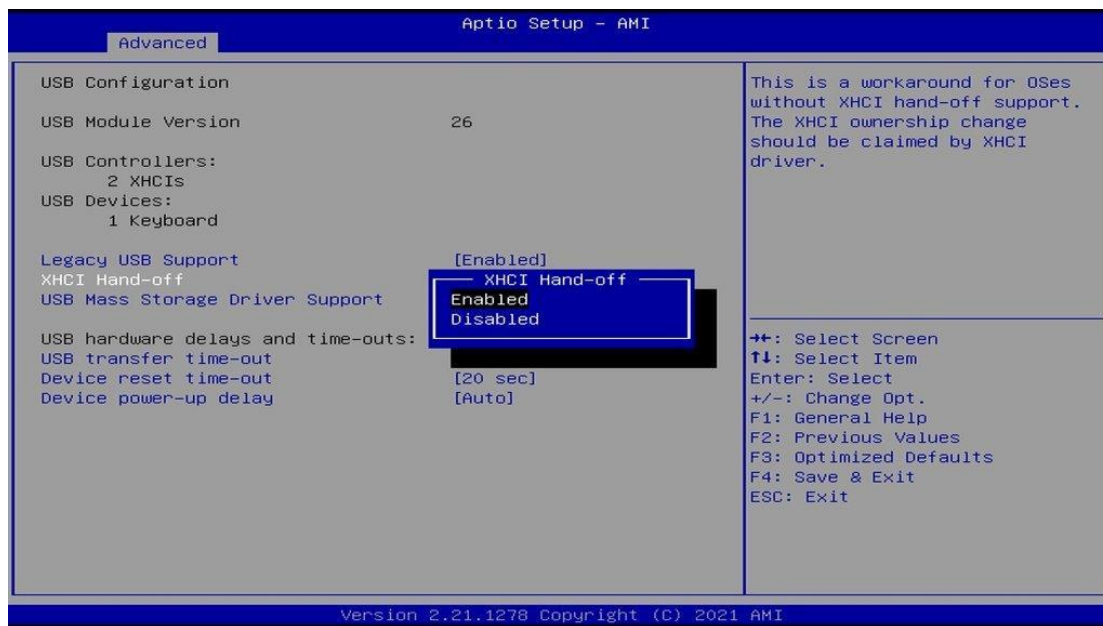 Aptio Setup - AMI
Advanced
USB Configuration
USB Module Version 26
USB Controllers:
2 XHCIs
USB Devices:
1 Keyboard
Legacy USB Support [Enabled]
XHCI Hand-off
USB Mass Storage Driver Support
USB hardware delays and time-outs:
USB transfer time-out
Device reset time-out [20 sec]
Device power-up delay [Auto]
XHCI Hand-off
Enabled
Disabled
This is a workaround for OSes
without XHCI hand-off support.
The XHCI ownership change
should be claimed by XHCI
driver.
→←: Select Screen
↑↓: Select Item
Enter: Select
+/-: Change Opt.
F1: General Help
F2: Previous Values
F3: Optimized Defaults
F4: Save & Exit
ESC: Exit
Version 2.21.1278 Copyright (C) 2021 AMI